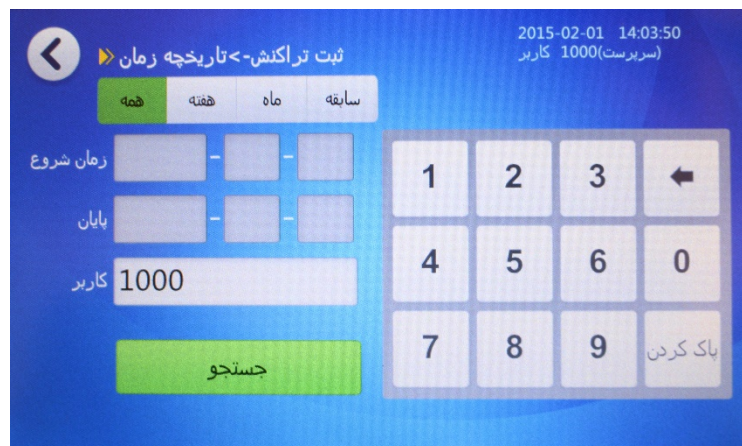 2015-02-01 14:03:50
کاربر 1000(سرپرست)
ثبت تراکنش->تاریخچه زمان
همه هفته ماه سابقه
زمان شروع - -
پایان - -
کاربر 1000
جستجو
1 2 3
4 5 6 0
7 8 9 پاک کردن